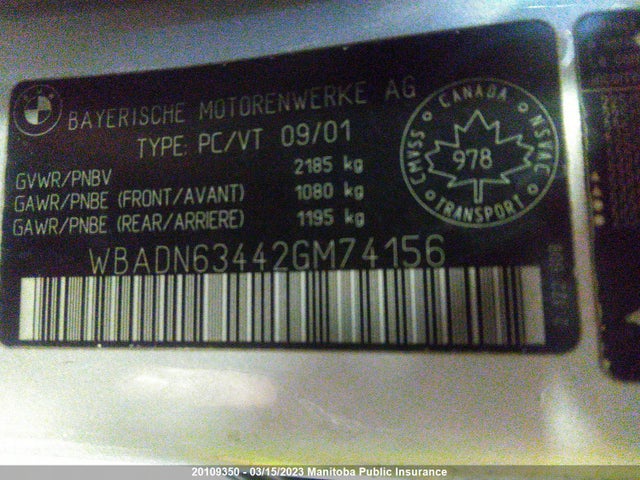 BMW
BAYERISCHE MOTORENWERKE AG
TYPE: PC/VT 09/01
GVWR/PNBV 2185 kg
GAWR/PNBE (FRONT/AVANT) 1080 kg
GAWR/PNBE (REAR/ARRIERE) 1195 kg
WBADN63442GM74156
CANADA
CMVSS
NSVAC
978
TRANSPORT
20109350 - 03/15/2023 Manitoba Public Insurance